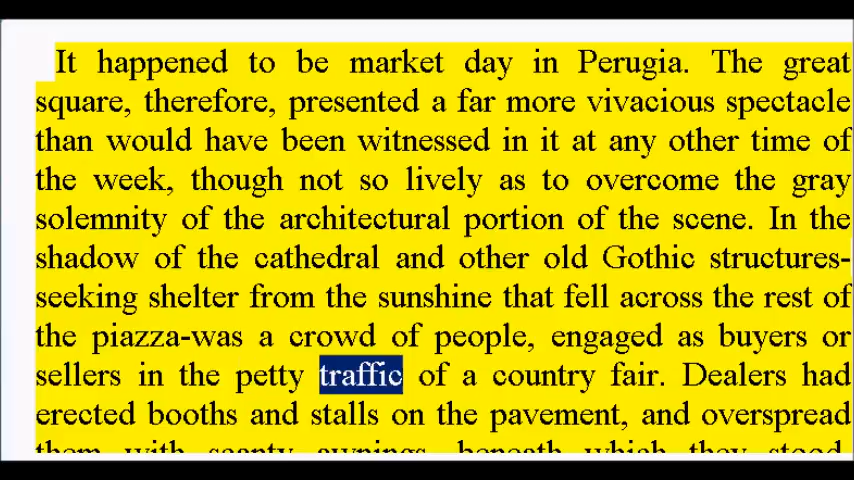 It happened to be market day in Perugia. The great
square, therefore, presented a far more vivacious spectacle
than would have been witnessed in it at any other time of
the week, though not so lively as to overcome the gray
solemnity of the architectural portion of the scene. In the
shadow of the cathedral and other old Gothic structures-
seeking shelter from the sunshine that fell across the rest of
the piazza-was a crowd of people, engaged as buyers or
sellers in the petty traffic of a country fair. Dealers had
erected booths and stalls on the pavement, and overspread
them with scanty awnings, beneath which they stood,